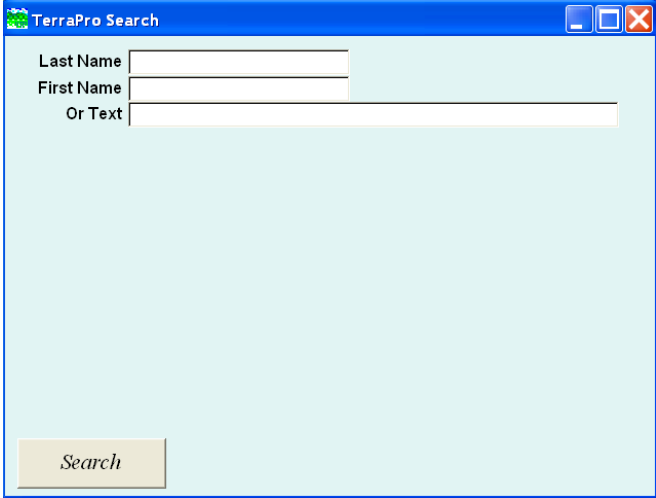 TerraPro Search
Last Name
First Name
Or Text
Search